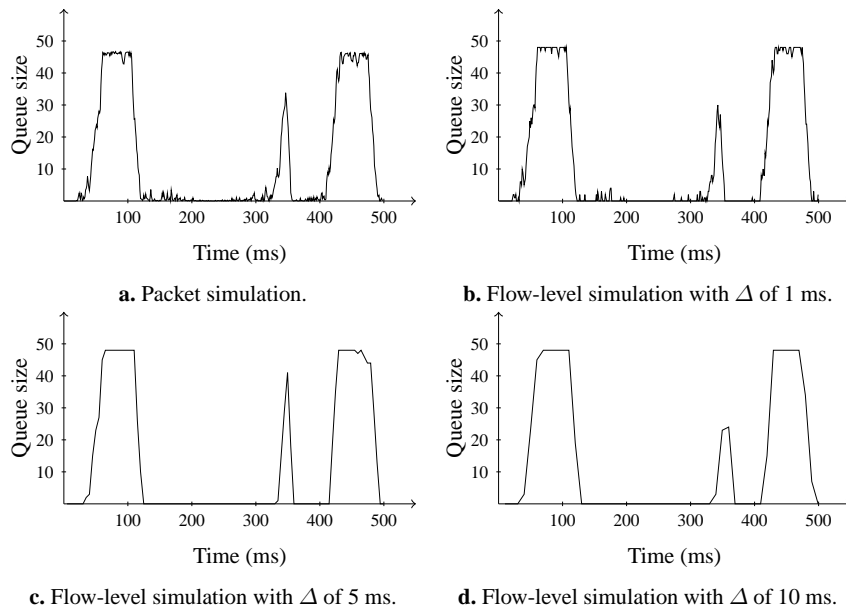 50
40
30
20
10
Queue size
100 200 300 400 500
Time (ms)
a. Packet simulation.
50
40
30
20
10
Queue size
100 200 300 400 500
Time (ms)
b. Flow-level simulation with Δ of 1 ms.
50
40
30
20
10
Queue size
100 200 300 400 500
Time (ms)
c. Flow-level simulation with Δ of 5 ms.
50
40
30
20
10
Queue size
100 200 300 400 500
Time (ms)
d. Flow-level simulation with Δ of 10 ms.